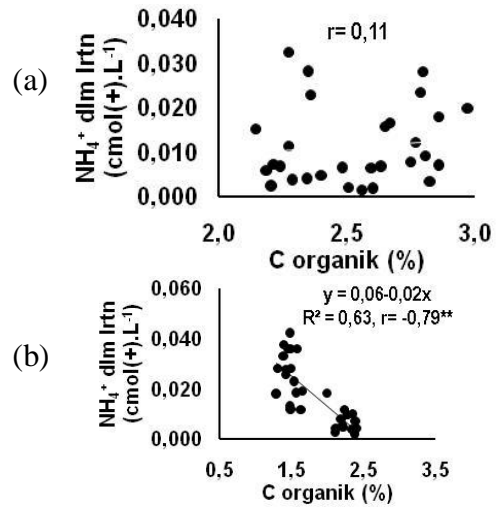 (a)
NH₄⁺ dlm lrtn
(cmol(+).L⁻¹)
0,040
0,030
0,020
0,010
0,000
r= 0,11
2,0 2,5 3,0
C organik (%)
(b)
NH₄⁺ dlm lrtn
(cmol(+).L⁻¹)
0,060
0,040
0,020
0,000
y = 0,06-0,02x
R² = 0,63, r= -0,79**
0,5 1,5 2,5 3,5
C organik (%)